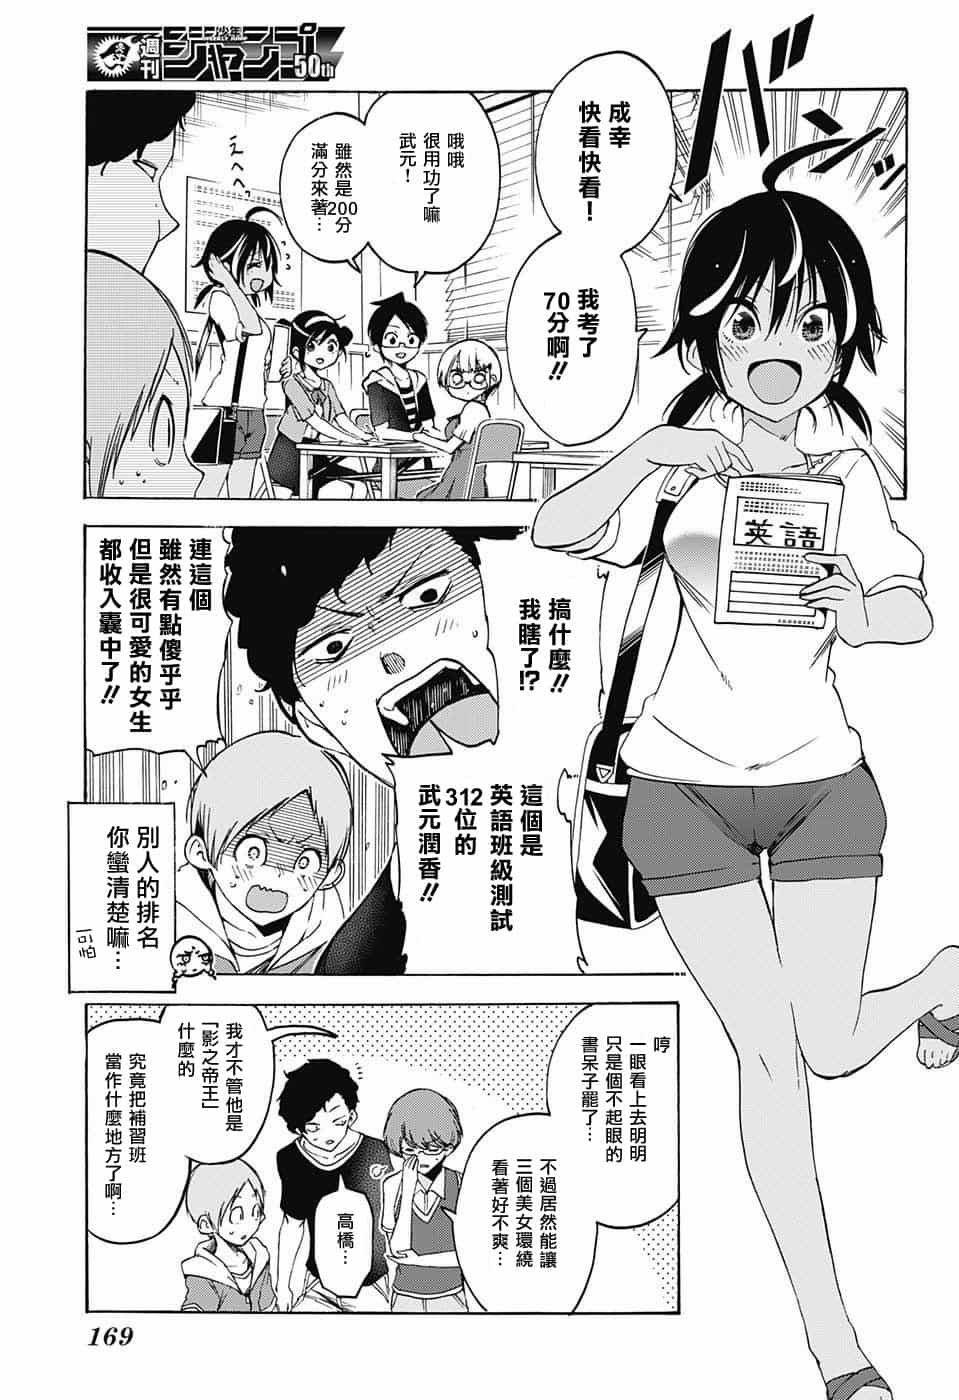 週刊
少年
ジャンプ
50th
バーン
成幸
快看快看！
我考了
70分啊!!
哦哦
很用功了嘛
武元！
雖然是200分
滿分來著…
えへへ
英語
搞什麼!!
我瞎了!?
連這個
雖然有點傻乎乎
但是很可愛的女生
都收入囊中了!!
這個是
英語班級測試
312位的
武元潤香!!
別人的排名
你蠻清楚嘛…
可怕
哼
一眼看上去明明
只是個不起眼的
書呆子罷了…
不過居然能讓
三個美女環繞
看著好不爽…
高橋…
我才不管他是
「影之帝王」
什麼的
究竟把補習班
當作什麼地方了啊…
169